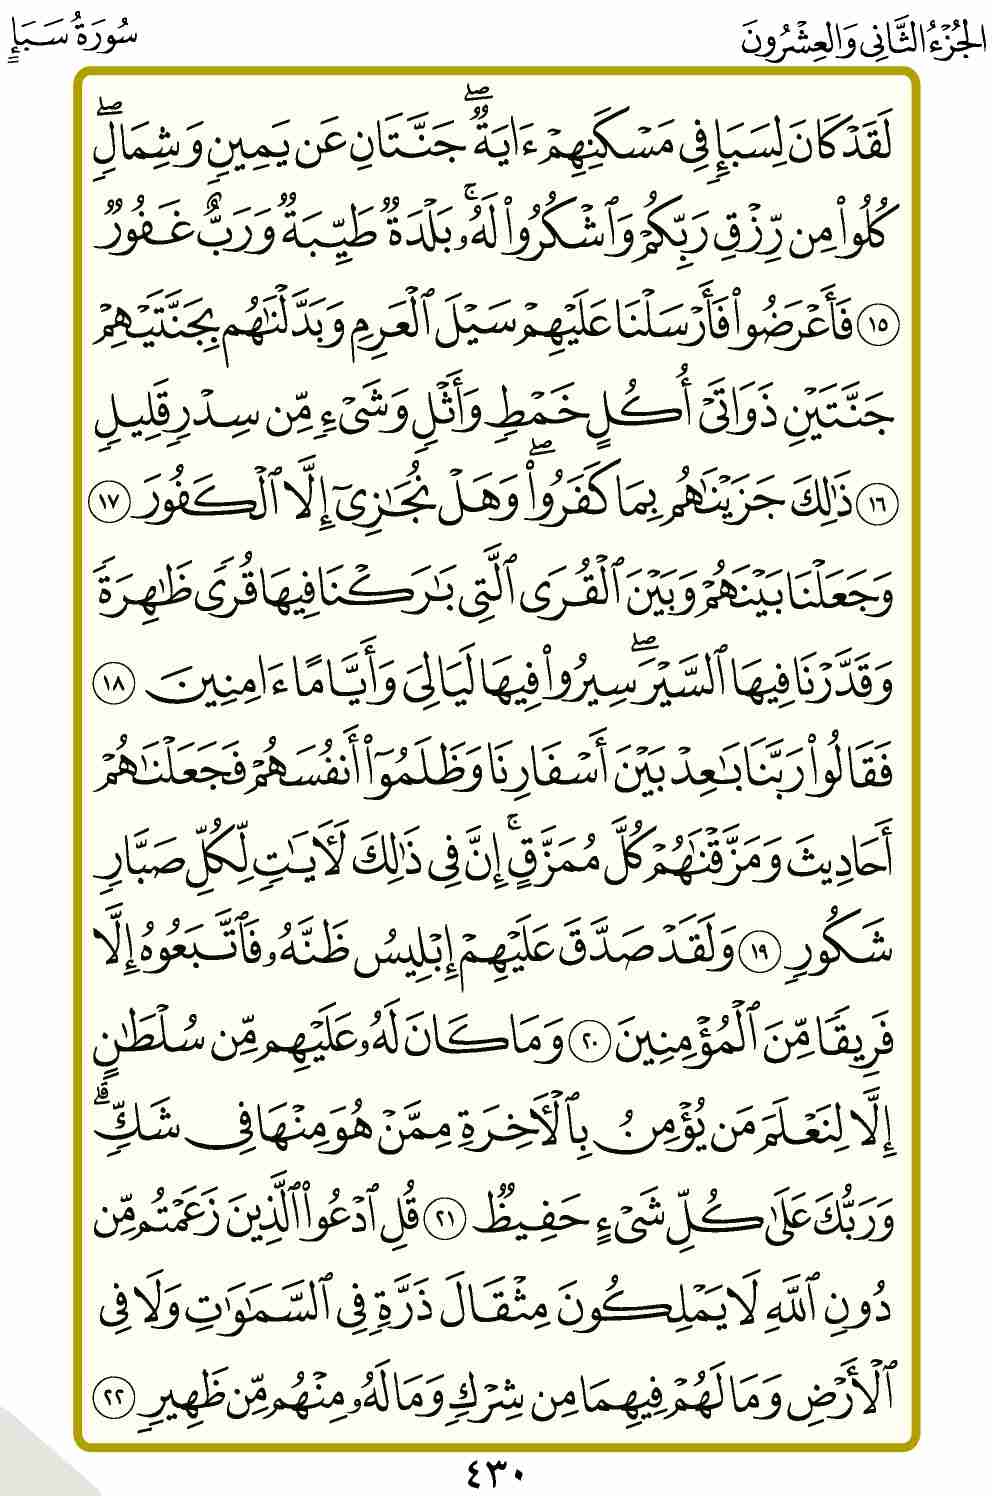 الجُزْءُ الثَّانِي وَالعِشْرُونَ
سُورَةُ سَبَإٍ
لَقَدْ كَانَ لِسَبَإٖ فِي مَسْكَنِهِمْ ءَايَةٞۖ جَنَّتَانِ عَن يَمِينٖ وَشِمَالٖۖ
كُلُواْ مِن رِّزْقِ رَبِّكُمْ وَٱشْكُرُواْ لَهُۥۚ بَلْدَةٞ طَيِّبَةٞ وَرَبٌّ غَفُورٞ
١٥ فَأَعْرَضُواْ فَأَرْسَلْنَا عَلَيْهِمْ سَيْلَ ٱلْعَرِمِ وَبَدَّلْنَٰهُم بِجَنَّتَيْهِمْ
جَنَّتَيْنِ ذَوَاتَيْ أُكُلٍ خَمْطٖ وَأَثْلٖ وَشَيْءٖ مِّن سِدْرٖ قَلِيلٖ
١٦ ذَٰلِكَ جَزَيْنَٰهُم بِمَا كَفَرُواْۖ وَهَلْ نُجَٰزِيٓ إِلَّا ٱلْكَفُورَ ١٧
وَجَعَلْنَا بَيْنَهُمْ وَبَيْنَ ٱلْقُرَى ٱلَّتِي بَٰرَكْنَا فِيهَا قُرٗى ظَٰهِرَةٗ
وَقَدَّرْنَا فِيهَا ٱلسَّيْرَۖ سِيرُواْ فِيهَا لَيَالِيَ وَأَيَّامًا ءَامِنِينَ ١٨
فَقَالُواْ رَبَّنَا بَٰعِدْ بَيْنَ أَسْفَارِنَا وَظَلَمُوٓاْ أَنفُسَهُمْ فَجَعَلْنَٰهُمْ
أَحَادِيثَ وَمَزَّقْنَٰهُمْ كُلَّ مُمَزَّقٍۚ إِنَّ فِي ذَٰلِكَ لَأٓيَٰتٖ لِّكُلِّ صَبَّارٖ
شَكُورٖ ١٩ وَلَقَدْ صَدَّقَ عَلَيْهِمْ إِبْلِيسُ ظَنَّهُۥ فَٱتَّبَعُوهُ إِلَّا
فَرِيقٗا مِّنَ ٱلْمُؤْمِنِينَ ٢٠ وَمَا كَانَ لَهُۥ عَلَيْهِم مِّن سُلْطَٰنٍ
إِلَّا لِنَعْلَمَ مَن يُؤْمِنُ بِٱلْأٓخِرَةِ مِمَّنْ هُوَ مِنْهَا فِي شَكّٖۗ
وَرَبُّكَ عَلَىٰ كُلِّ شَيْءٍ حَفِيظٞ ٢١ قُلِ ٱدْعُواْ ٱلَّذِينَ زَعَمْتُم مِّن
دُونِ ٱللَّهِ لَا يَمْلِكُونَ مِثْقَالَ ذَرَّةٖ فِي ٱلسَّمَٰوَٰتِ وَلَا فِي
ٱلْأَرْضِ وَمَا لَهُمْ فِيهِمَا مِن شِرْكٖ وَمَا لَهُۥ مِنْهُم مِّن ظَهِيرٖ ٢٢
٤٣٠